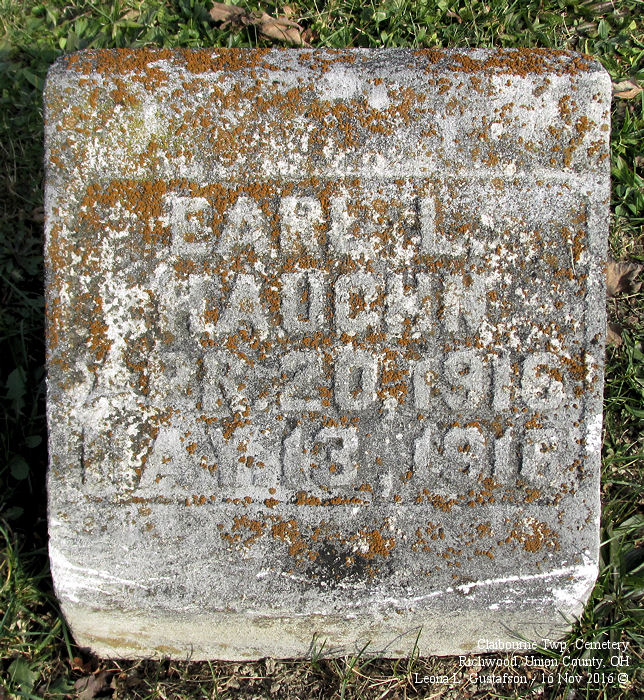 EARL L.
VAUGHN
APR. 20, 1916
MAY 13, 1916
Claibourne Twp. Cemetery
Richwood, Union County, OH
Leona L. Gustafson - 16 Nov 2016 ©